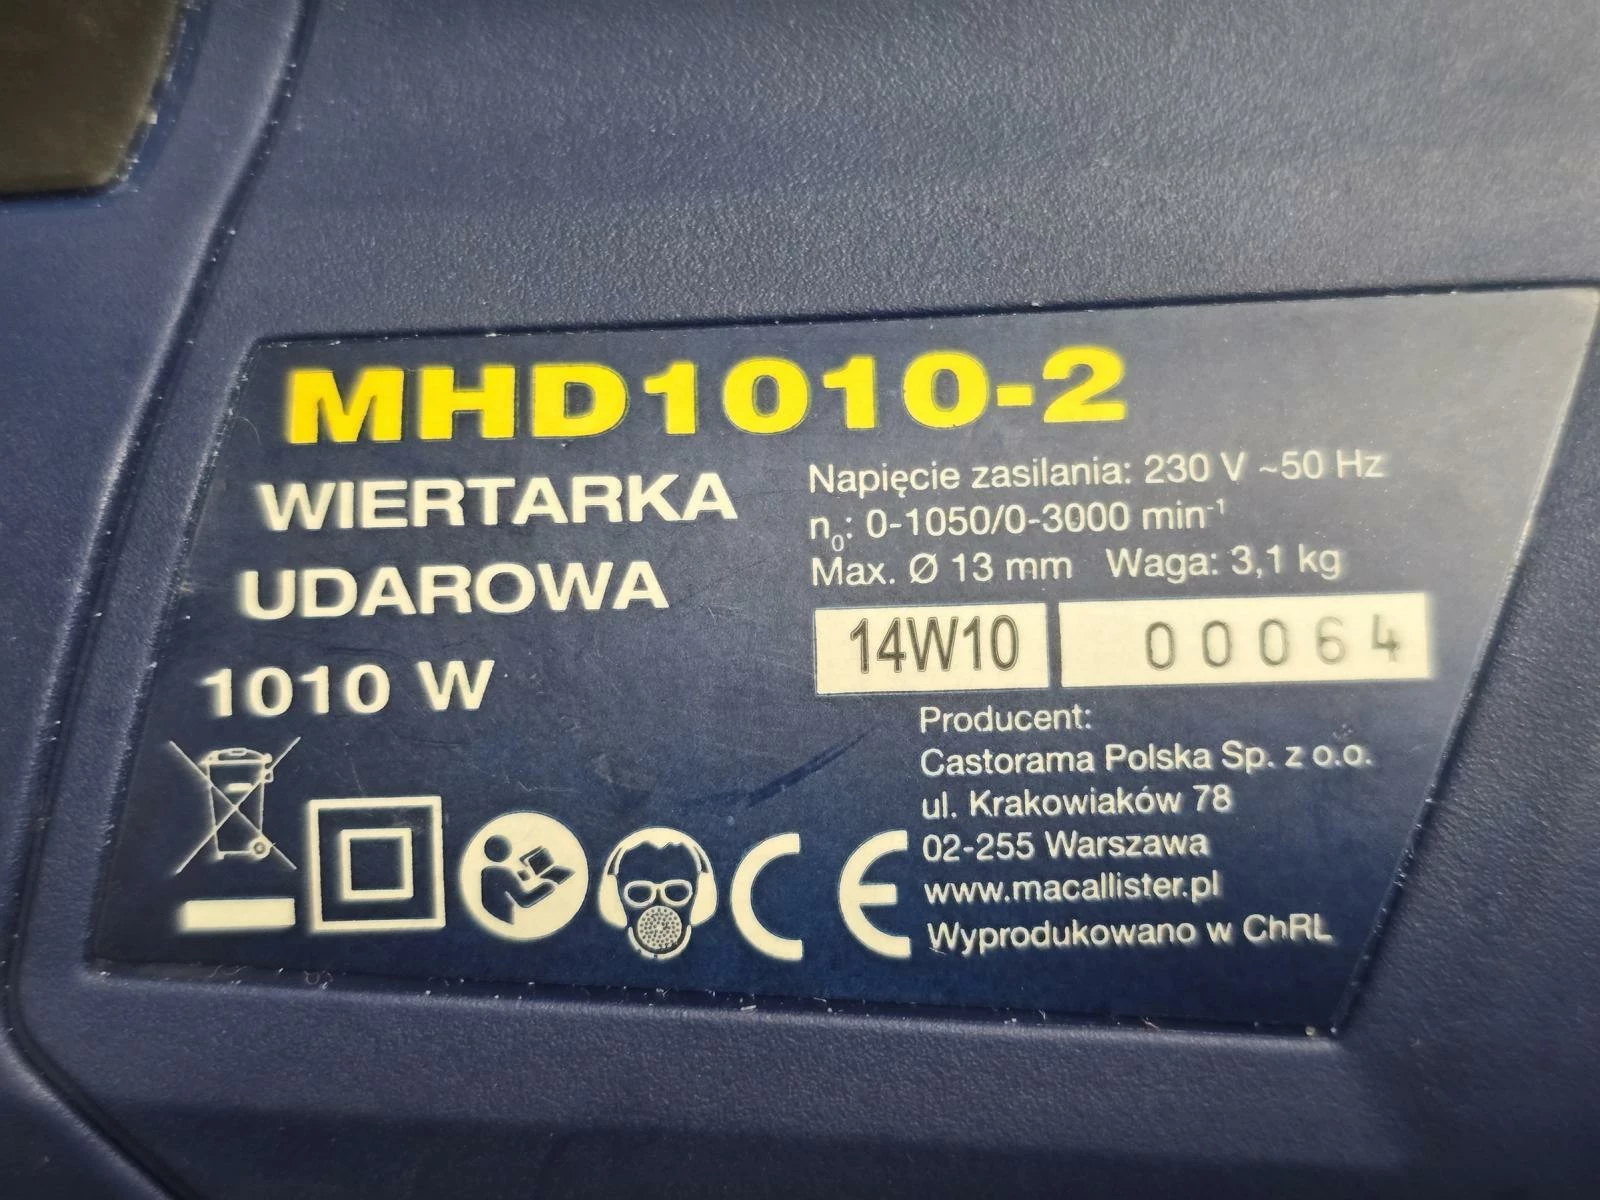 MHD1010-2
WIERTARKA
UDAROWA
1010 W
Napięcie zasilania: 230 V ~50 Hz
n₀: 0-1050/0-3000 min⁻¹
Max. Ø 13 mm Waga: 3,1 kg
14W10 00064
Producent:
Castorama Polska Sp. z o.o.
ul. Krakowiaków 78
02-255 Warszawa
www.macallister.pl
Wyprodukowano w ChRL
CE